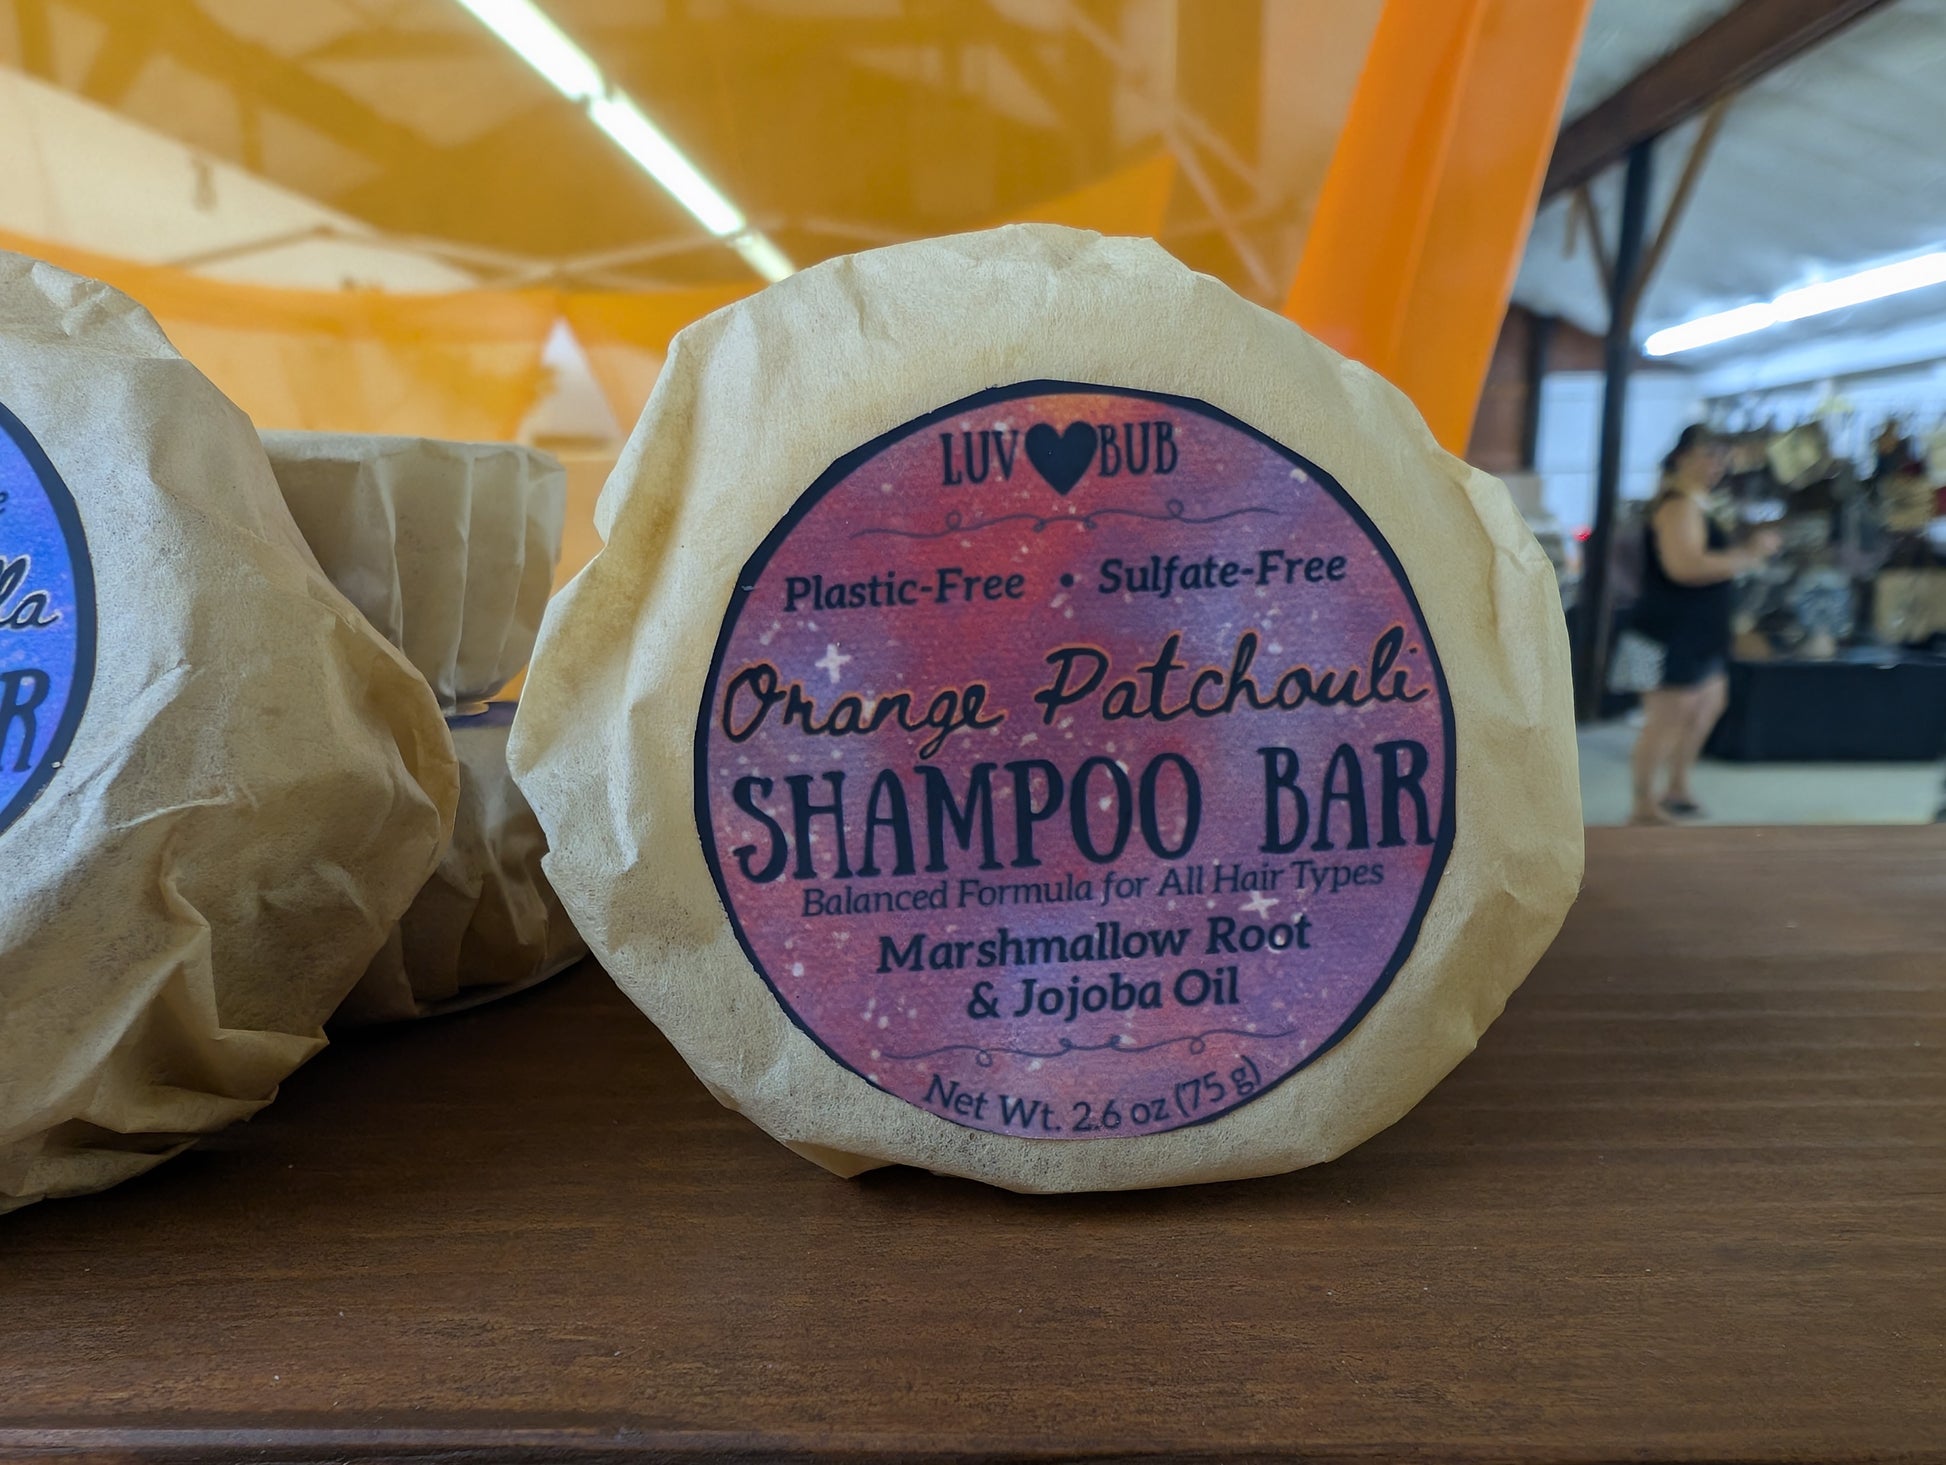 LUV BUB
Plastic-Free • Sulfate-Free
Orange Patchouli
SHAMPOO BAR
Balanced Formula for All Hair Types
Marshmallow Root
& Jojoba Oil
Net Wt. 2.6 oz (75 g)